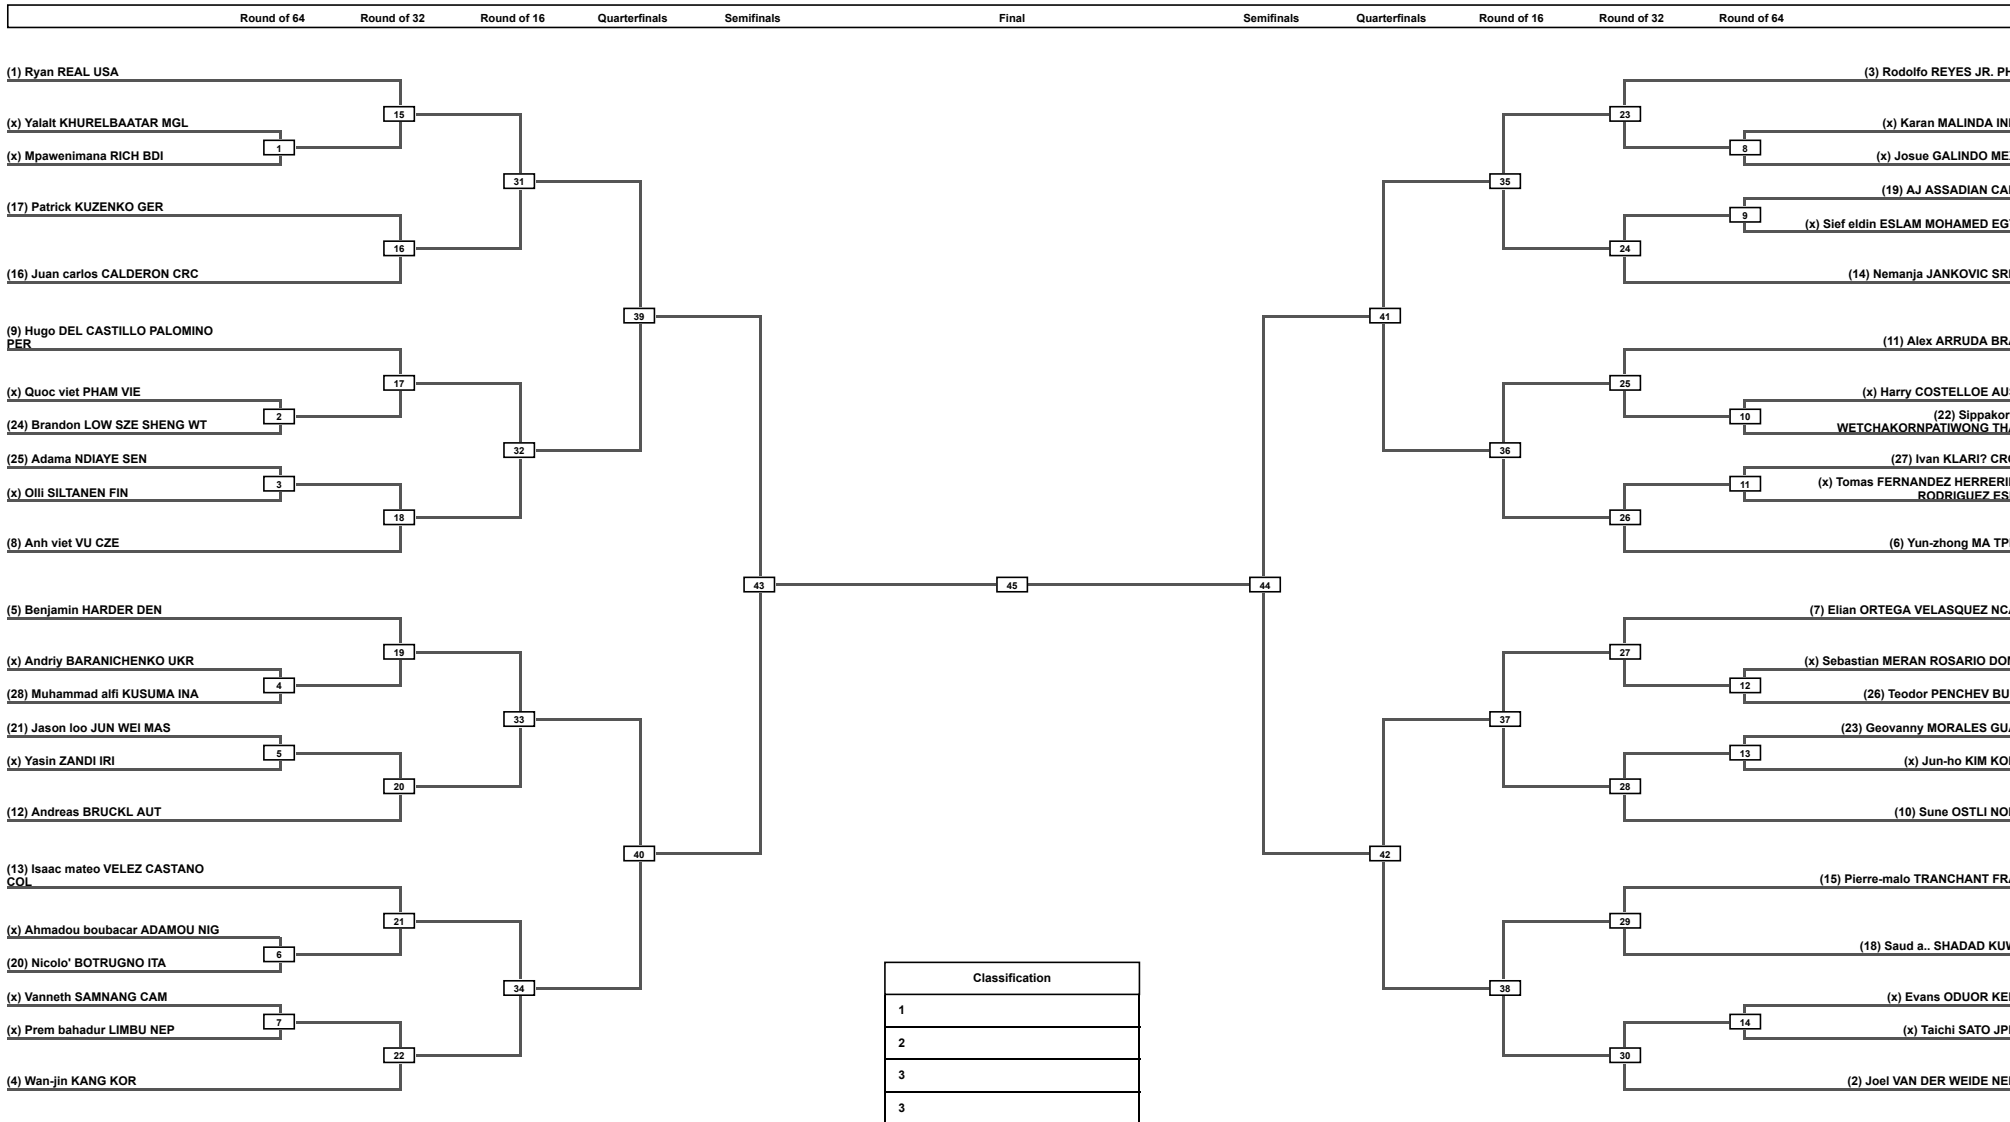 Round of 64 Round of 32 Round of 16 Quarterfinals Semifinals Final Semifinals Quarterfinals Round of 16 Round of 32 Round of 64
(1) Ryan REAL USA
15
(x) Yalalt KHURELBAATAR MGL
1
(x) Mpawenimana RICH BDI
31
(17) Patrick KUZENKO GER
16
(16) Juan carlos CALDERON CRC
39
(9) Hugo DEL CASTILLO PALOMINO
PER
17
(x) Quoc viet PHAM VIE
2
(24) Brandon LOW SZE SHENG WT
32
(25) Adama NDIAYE SEN
3
(x) Olli SILTANEN FIN
18
(8) Anh viet VU CZE
43
45
44
(5) Benjamin HARDER DEN
19
(x) Andriy BARANICHENKO UKR
4
(28) Muhammad alfi KUSUMA INA
33
(21) Jason loo JUN WEI MAS
5
(x) Yasin ZANDI IRI
20
(12) Andreas BRUCKL AUT
40
(13) Isaac mateo VELEZ CASTANO
COL
21
(x) Ahmadou boubacar ADAMOU NIG
6
(20) Nicolo' BOTRUGNO ITA
34
(x) Vanneth SAMNANG CAM
7
(x) Prem bahadur LIMBU NEP
22
(4) Wan-jin KANG KOR
(3) Rodolfo REYES JR.
23
(x) Karan MALINDA
8
(x) Josue GALINDO
35
(19) AJ ASSADIAN
9
(x) Sief eldin ESLAM MOHAMED
24
(14) Nemanja JANKOVIC
41
(11) Alex ARRUDA
25
(x) Harry COSTELLOE
10
(22)
WETCHAKORNPATIWONG
36
(27) Ivan KLARI?
11
(x) Tomas FERNANDEZ
RODRIGUEZ
26
(6) Yun-zhong MA
(7) Elian ORTEGA VELASQUEZ
27
(x) Sebastian MERAN ROSARIO
12
(26) Teodor PENCHEV
37
(23) Geovanny MORALES
13
(x) Jun-ho KIM
28
(10) Sune OSTLI
42
(15) Pierre-malo TRANCHANT
29
(18) Saud a.. SHADAD
38
(x) Evans ODUOR
14
(x) Taichi SATO
30
(2) Joel VAN DER WEIDE
Classification
1
2
3
3